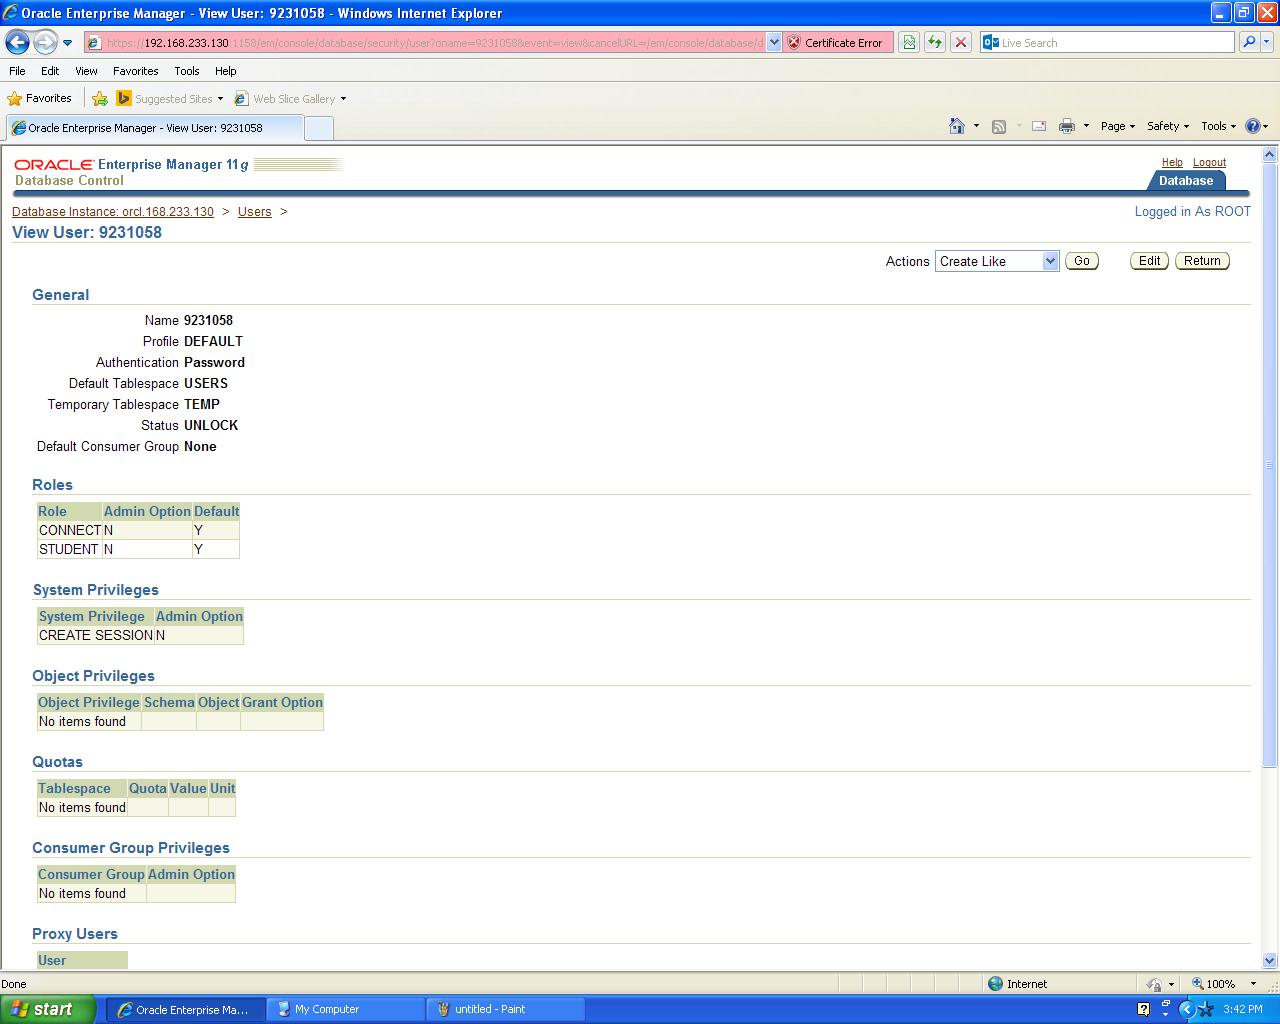 Oracle Enterprise Manager - View User: 9231058 - Windows Internet Explorer
https://192.168.233.130:1158/em/console/database/security/user?oname=9231058&event=view&cancelURL=/em/console/database/d Certificate Error Live Search
File Edit View Favorites Tools Help
Favorites Suggested Sites Web Slice Gallery
Oracle Enterprise Manager - View User: 9231058 Page Safety Tools
ORACLE Enterprise Manager 11g Help Logout
Database Control Database
Database Instance: orcl.168.233.130 > Users > Logged in As ROOT
View User: 9231058
Actions Create Like Go Edit Return
General
Name 9231058
Profile DEFAULT
Authentication Password
Default Tablespace USERS
Temporary Tablespace TEMP
Status UNLOCK
Default Consumer Group None
Roles
Role Admin Option Default
CONNECT N Y
STUDENT N Y
System Privileges
System Privilege Admin Option
CREATE SESSION N
Object Privileges
Object Privilege Schema Object Grant Option
No items found
Quotas
Tablespace Quota Value Unit
No items found
Consumer Group Privileges
Consumer Group Admin Option
No items found
Proxy Users
User
Done Internet 100%
start Oracle Enterprise Ma... My Computer untitled - Paint 3:42 PM